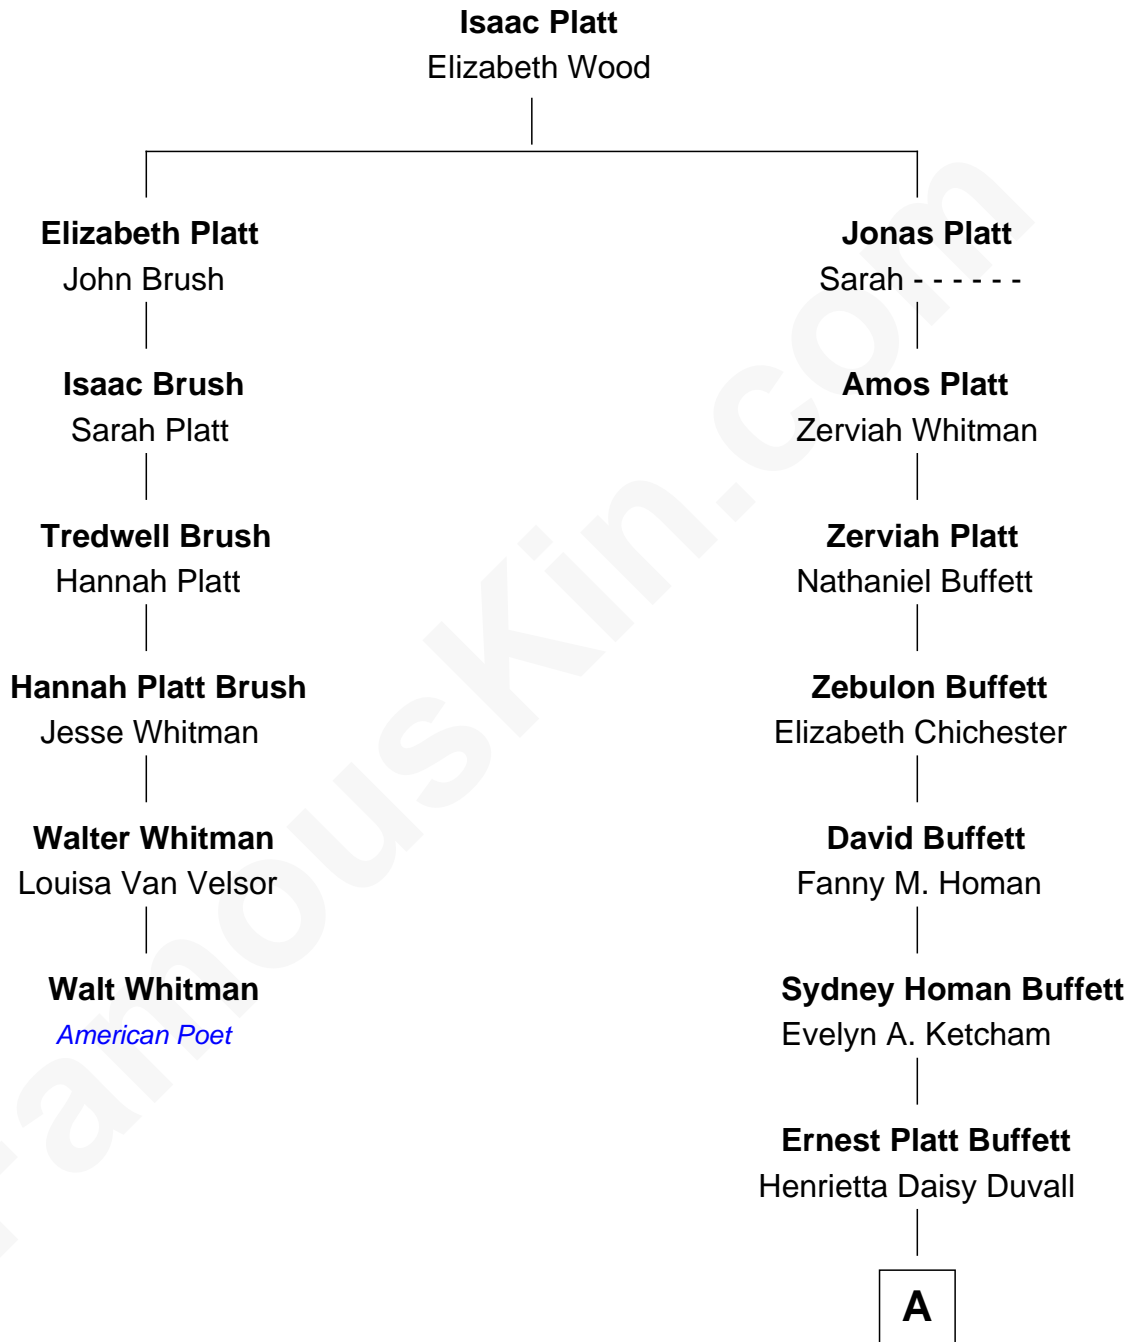 Isaac Platt
Elizabeth Wood
Elizabeth Platt
John Brush
Isaac Brush
Sarah Platt
Tredwell Brush
Hannah Platt
Hannah Platt Brush
Jesse Whitman
Walter Whitman
Louisa Van Velsor
Walt Whitman
American Poet
Jonas Platt
Sarah - - - - - -
Amos Platt
Zerviah Whitman
Zerviah Platt
Nathaniel Buffett
Zebulon Buffett
Elizabeth Chichester
David Buffett
Fanny M. Homan
Sydney Homan Buffett
Evelyn A. Ketcham
Ernest Platt Buffett
Henrietta Daisy Duvall
A
FamousKin.com